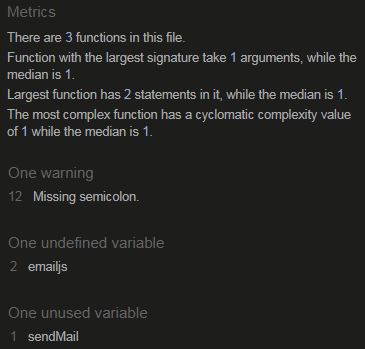 Metrics
There are 3 functions in this file.
Function with the largest signature take 1 arguments, while the
median is 1.
Largest function has 2 statements in it, while the median is 1.
The most complex function has a cyclomatic complexity value
of 1 while the median is 1.
One warning
12 Missing semicolon.
One undefined variable
2 emailjs
One unused variable
1 sendMail